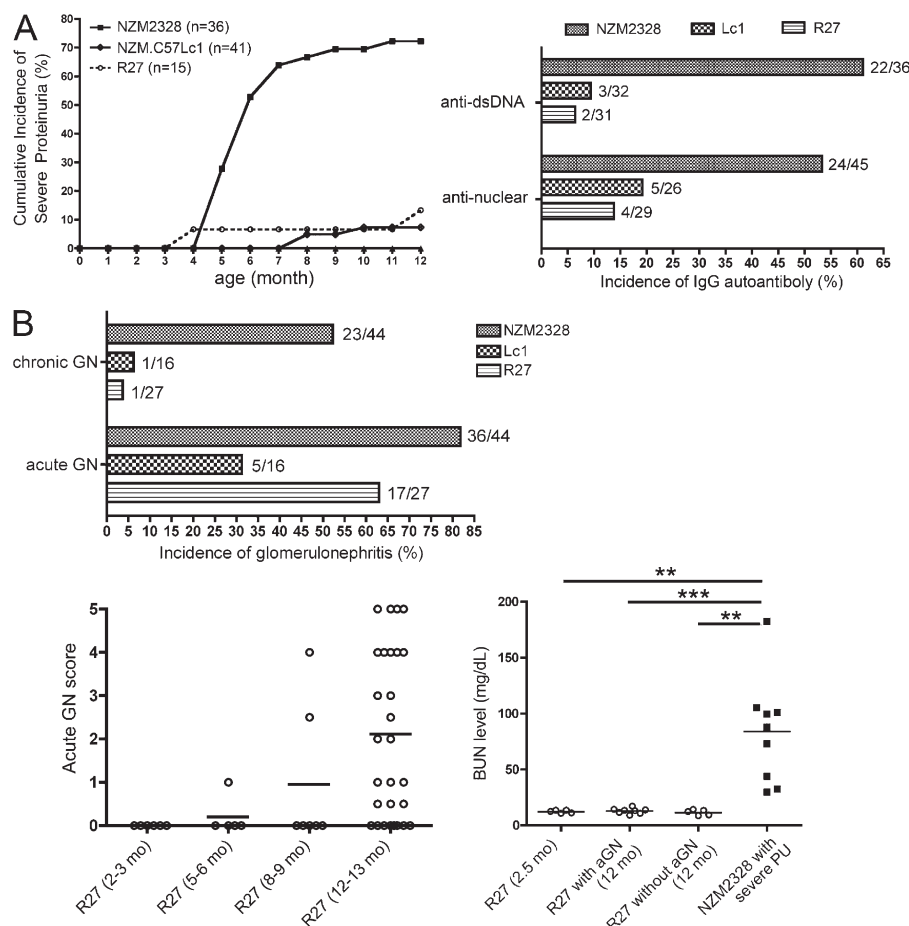 A
NZM2328 (n=36)
NZM.C57Lc1 (n=41)
R27 (n=15)
Cumulative Incidence of
Severe Proteinuria (%)
80
70
60
50
40
30
20
10
0
0 1 2 3 4 5 6 7 8 9 10 11 12
age (month)
NZM2328 Lc1 R27
anti-dsDNA
22/36
3/32
2/31
anti-nuclear
24/45
5/26
4/29
0 5 10 15 20 25 30 35 40 45 50 55 60 65
Incidence of IgG autoantiboly (%)
B
chronic GN
23/44
1/16
1/27
acute GN
36/44
5/16
17/27
0 5 10 15 20 25 30 35 40 45 50 55 60 65 70 75 80 85
Incidence of glomerulonephritis (%)
NZM2328
Lc1
R27
Acute GN score
5
4
3
2
1
0
R27 (2-3 mo)
R27 (5-6 mo)
R27 (8-9 mo)
R27 (12-13 mo)
BUN level (mg/dL)
200
150
100
50
0
**
***
**
R27 (2.5 mo)
R27 with aGN
(12 mo)
R27 without aGN
(12 mo)
NZM2328 with
severe PU